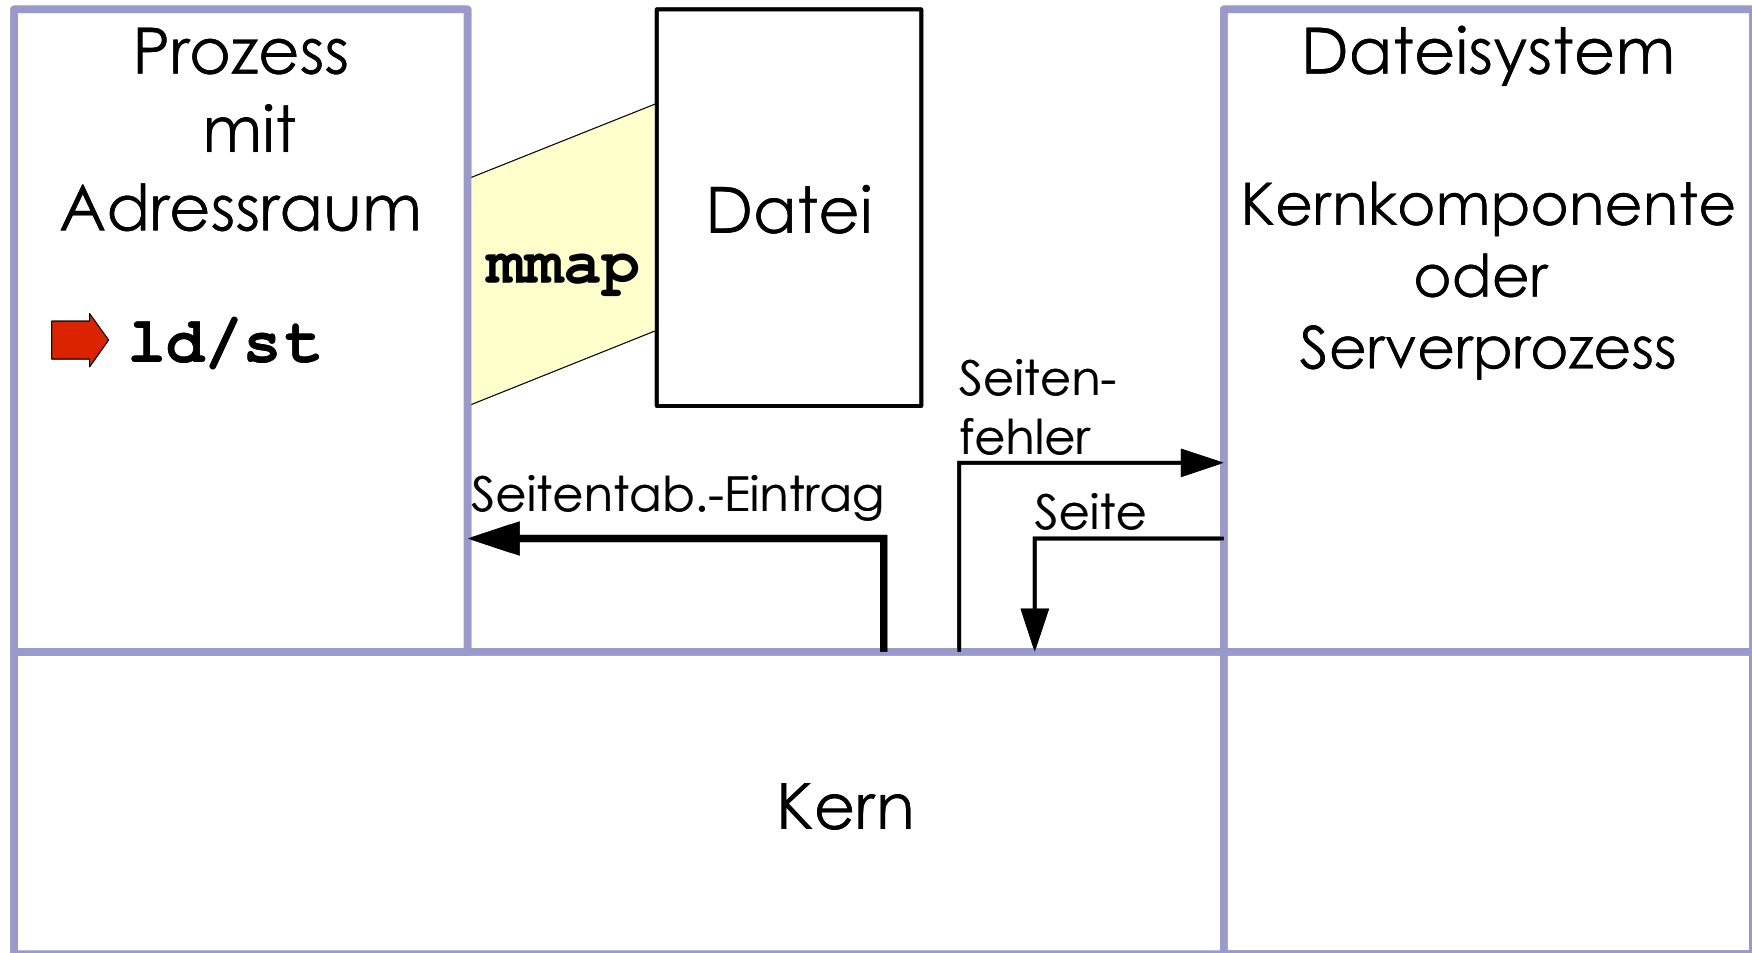 Prozess
mit
Adressraum
ld/st
mmap
Datei
Dateisystem
Kernkomponente
oder
Serverprozess
Seiten-
fehler
Seitentab.-Eintrag
Seite
Kern